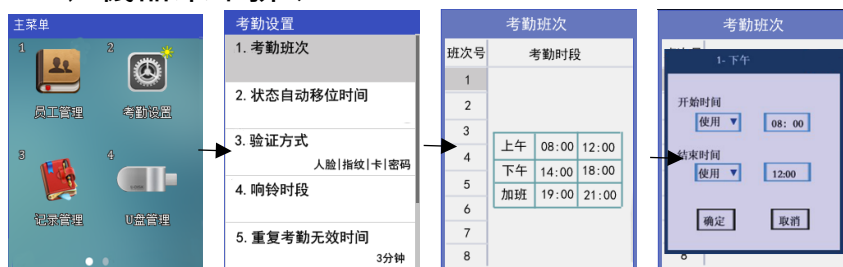 主菜单
1
2
员工管理
考勤设置
3
4
记录管理
U盘管理
考勤设置
1. 考勤班次
2. 状态自动移位时间
3. 验证方式
人脸|指纹|卡|密码
4. 响铃时段
5. 重复考勤无效时间
3分钟
考勤班次
班次号 考勤时段
1
2
3
4
5
6
7
8
上午 08:00 12:00
下午 14:00 18:00
加班 19:00 21:00
考勤班次
1- 下午
开始时间
使用 ▼ 08: 00
结束时间
使用 ▼ 12:00
确定 取消